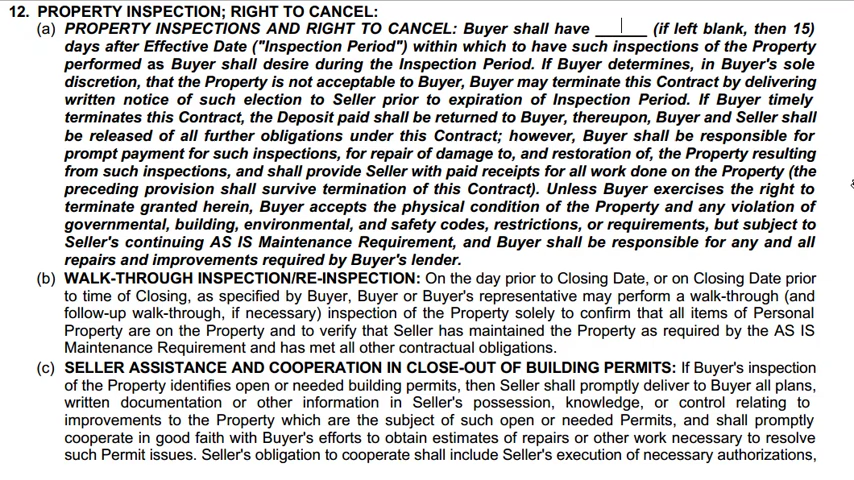 12. PROPERTY INSPECTION; RIGHT TO CANCEL:
(a) PROPERTY INSPECTIONS AND RIGHT TO CANCEL: Buyer shall have ______ (if left blank, then 15)
days after Effective Date ("Inspection Period") within which to have such inspections of the Property
performed as Buyer shall desire during the Inspection Period. If Buyer determines, in Buyer's sole
discretion, that the Property is not acceptable to Buyer, Buyer may terminate this Contract by delivering
written notice of such election to Seller prior to expiration of Inspection Period. If Buyer timely
terminates this Contract, the Deposit paid shall be returned to Buyer, thereupon, Buyer and Seller shall
be released of all further obligations under this Contract; however, Buyer shall be responsible for
prompt payment for such inspections, for repair of damage to, and restoration of, the Property resulting
from such inspections, and shall provide Seller with paid receipts for all work done on the Property (the
preceding provision shall survive termination of this Contract). Unless Buyer exercises the right to
terminate granted herein, Buyer accepts the physical condition of the Property and any violation of
governmental, building, environmental, and safety codes, restrictions, or requirements, but subject to
Seller's continuing AS IS Maintenance Requirement, and Buyer shall be responsible for any and all
repairs and improvements required by Buyer's lender.
(b) WALK-THROUGH INSPECTION/RE-INSPECTION: On the day prior to Closing Date, or on Closing Date prior
to time of Closing, as specified by Buyer, Buyer or Buyer's representative may perform a walk-through (and
follow-up walk-through, if necessary) inspection of the Property solely to confirm that all items of Personal
Property are on the Property and to verify that Seller has maintained the Property as required by the AS IS
Maintenance Requirement and has met all other contractual obligations.
(c) SELLER ASSISTANCE AND COOPERATION IN CLOSE-OUT OF BUILDING PERMITS: If Buyer's inspection
of the Property identifies open or needed building permits, then Seller shall promptly deliver to Buyer all plans,
written documentation or other information in Seller's possession, knowledge, or control relating to
improvements to the Property which are the subject of such open or needed Permits, and shall promptly
cooperate in good faith with Buyer's efforts to obtain estimates of repairs or other work necessary to resolve
such Permit issues. Seller's obligation to cooperate shall include Seller's execution of necessary authorizations,